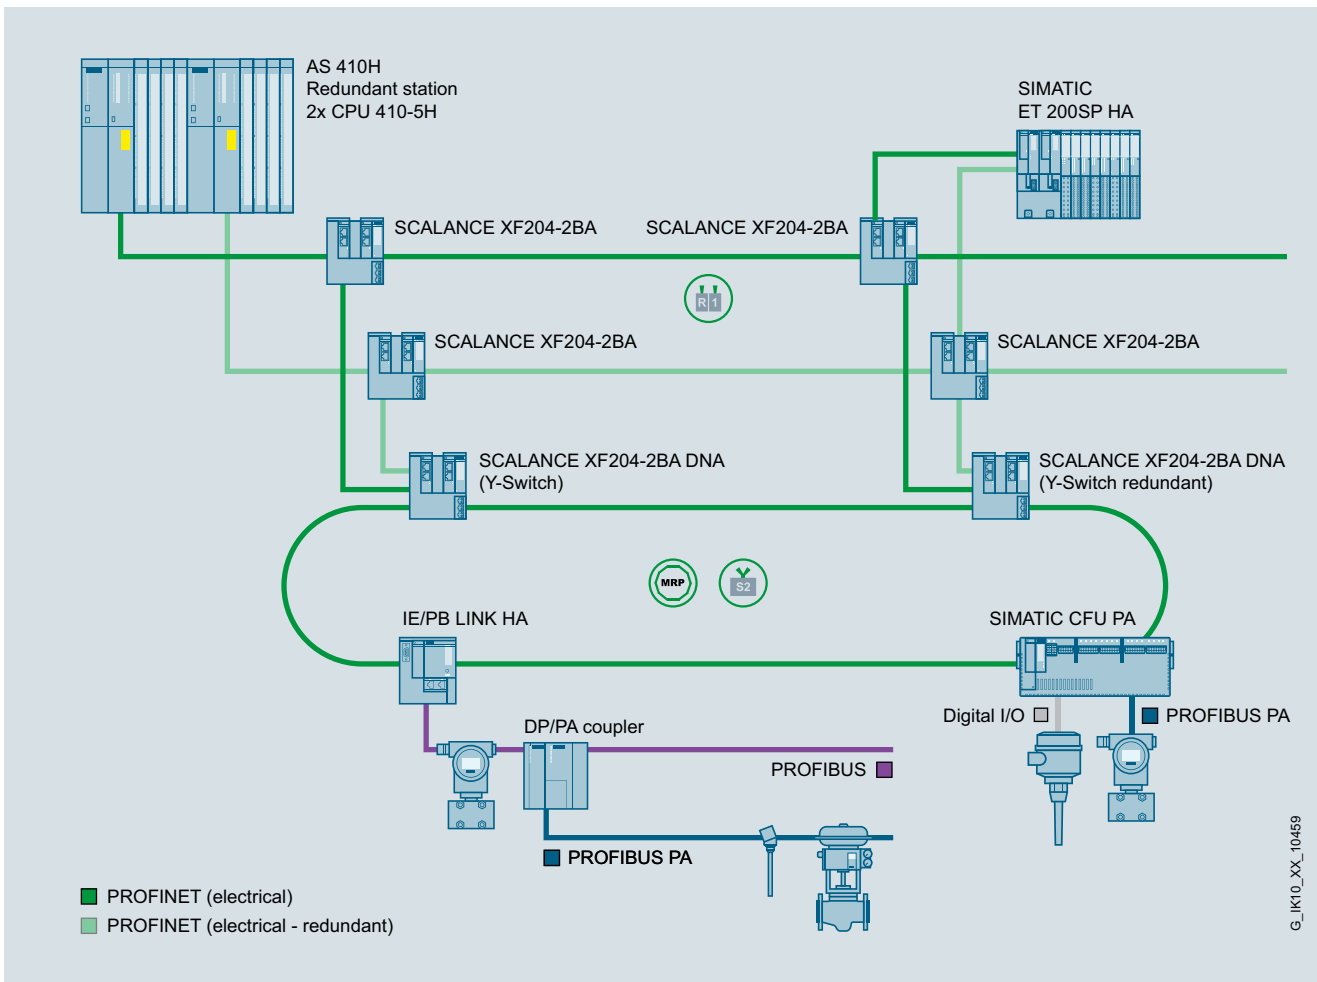 AS 410H
Redundant station
2x CPU 410-5H
SIMATIC
ET 200SP HA
SCALANCE XF204-2BA
SCALANCE XF204-2BA
R 1
SCALANCE XF204-2BA
SCALANCE XF204-2BA
SCALANCE XF204-2BA DNA
(Y-Switch)
SCALANCE XF204-2BA DNA
(Y-Switch redundant)
MRP
S2
IE/PB LINK HA
SIMATIC CFU PA
Digital I/O
PROFIBUS PA
DP/PA coupler
PROFIBUS
PROFIBUS PA
PROFINET (electrical)
PROFINET (electrical - redundant)
G_IK10_XX_10459